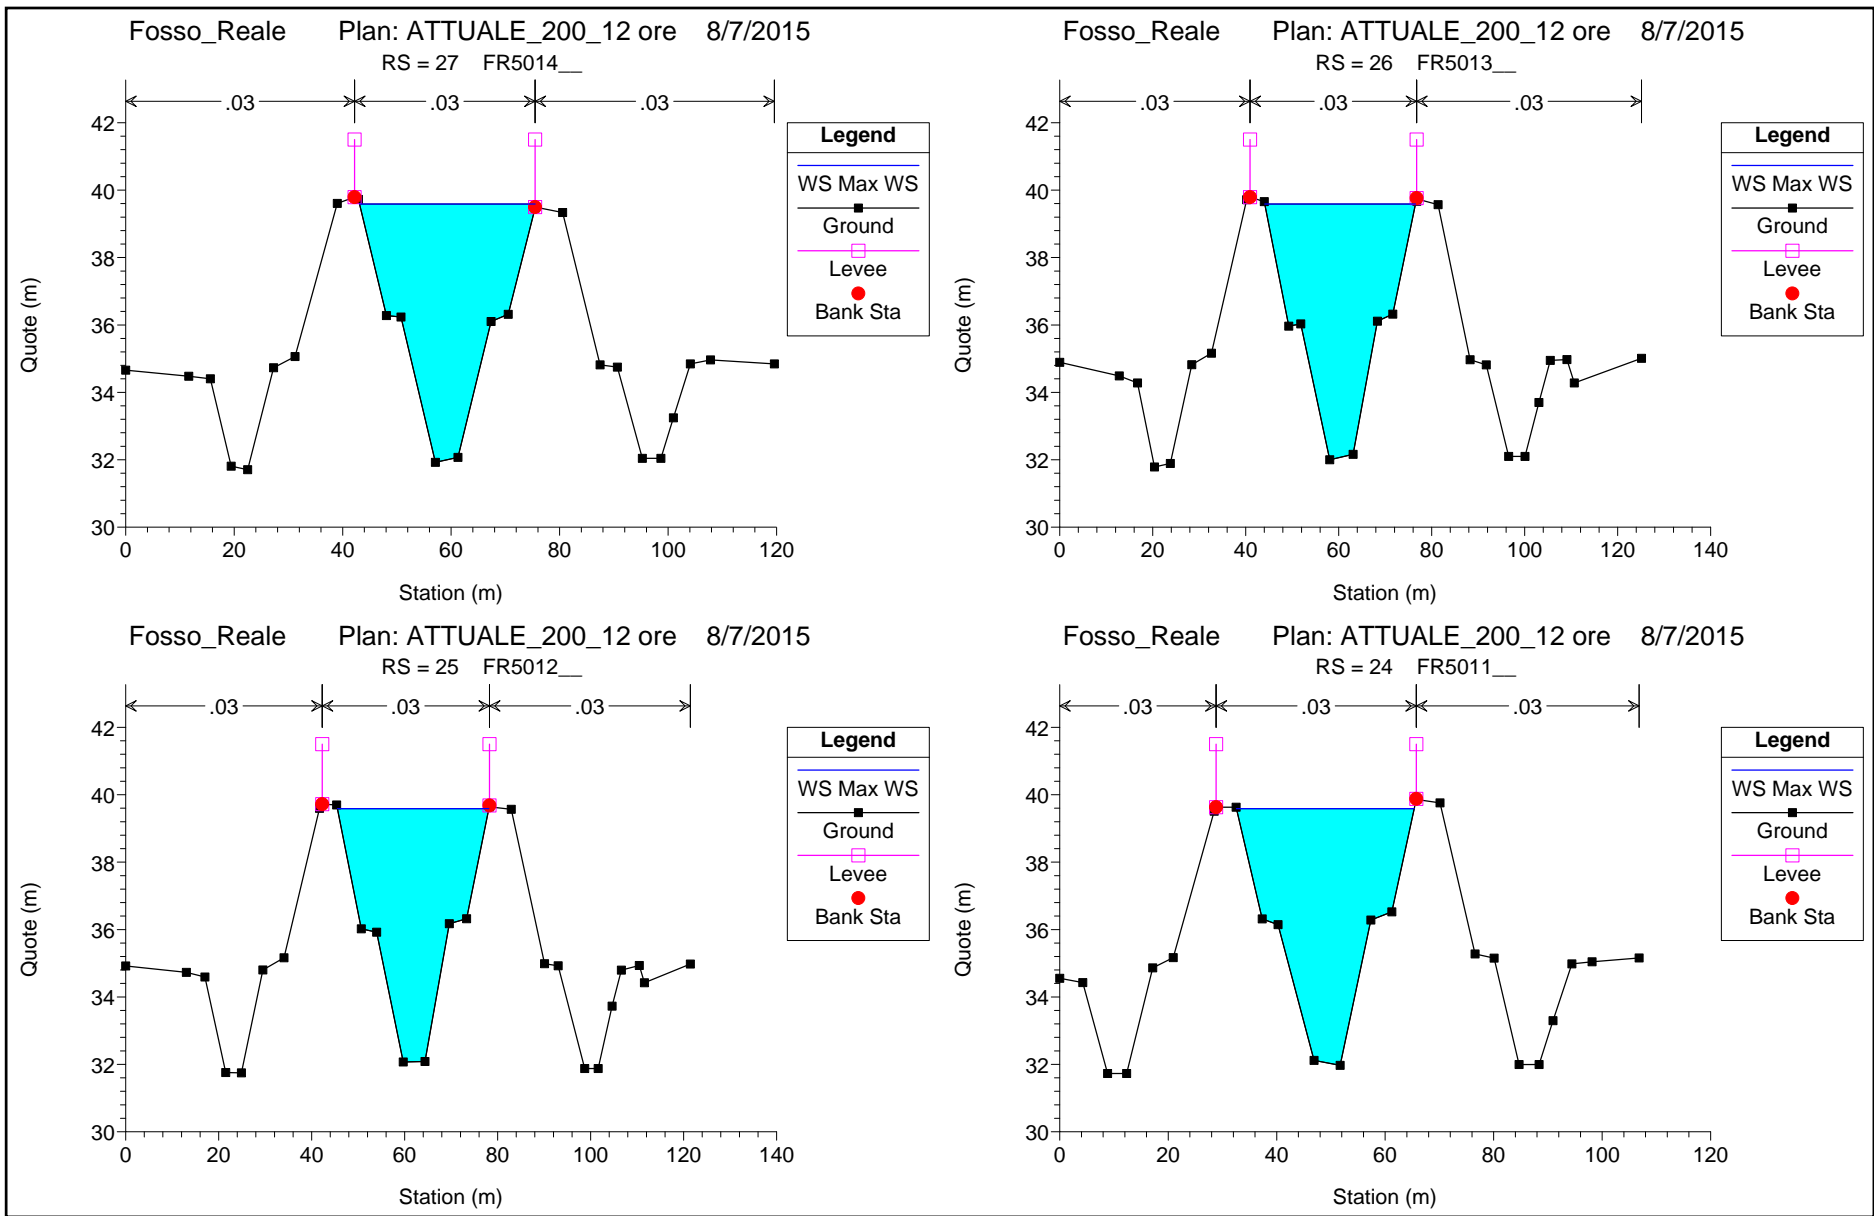 Fosso_Reale Plan: ATTUALE_200_12 ore 8/7/2015
RS = 27 FR5014__
.03 .03 .03
42
40
38
36
34
32
30
0 20 40 60 80 100 120
Station (m)
Quote (m)
Legend
WS Max WS
Ground
Levee
Bank Sta
Fosso_Reale Plan: ATTUALE_200_12 ore 8/7/2015
RS = 26 FR5013__
.03 .03 .03
42
40
38
36
34
32
30
0 20 40 60 80 100 120 140
Station (m)
Quote (m)
Legend
WS Max WS
Ground
Levee
Bank Sta
Fosso_Reale Plan: ATTUALE_200_12 ore 8/7/2015
RS = 25 FR5012__
.03 .03 .03
42
40
38
36
34
32
30
0 20 40 60 80 100 120 140
Station (m)
Quote (m)
Legend
WS Max WS
Ground
Levee
Bank Sta
Fosso_Reale Plan: ATTUALE_200_12 ore 8/7/2015
RS = 24 FR5011__
.03 .03 .03
42
40
38
36
34
32
30
0 20 40 60 80 100 120
Station (m)
Quote (m)
Legend
WS Max WS
Ground
Levee
Bank Sta